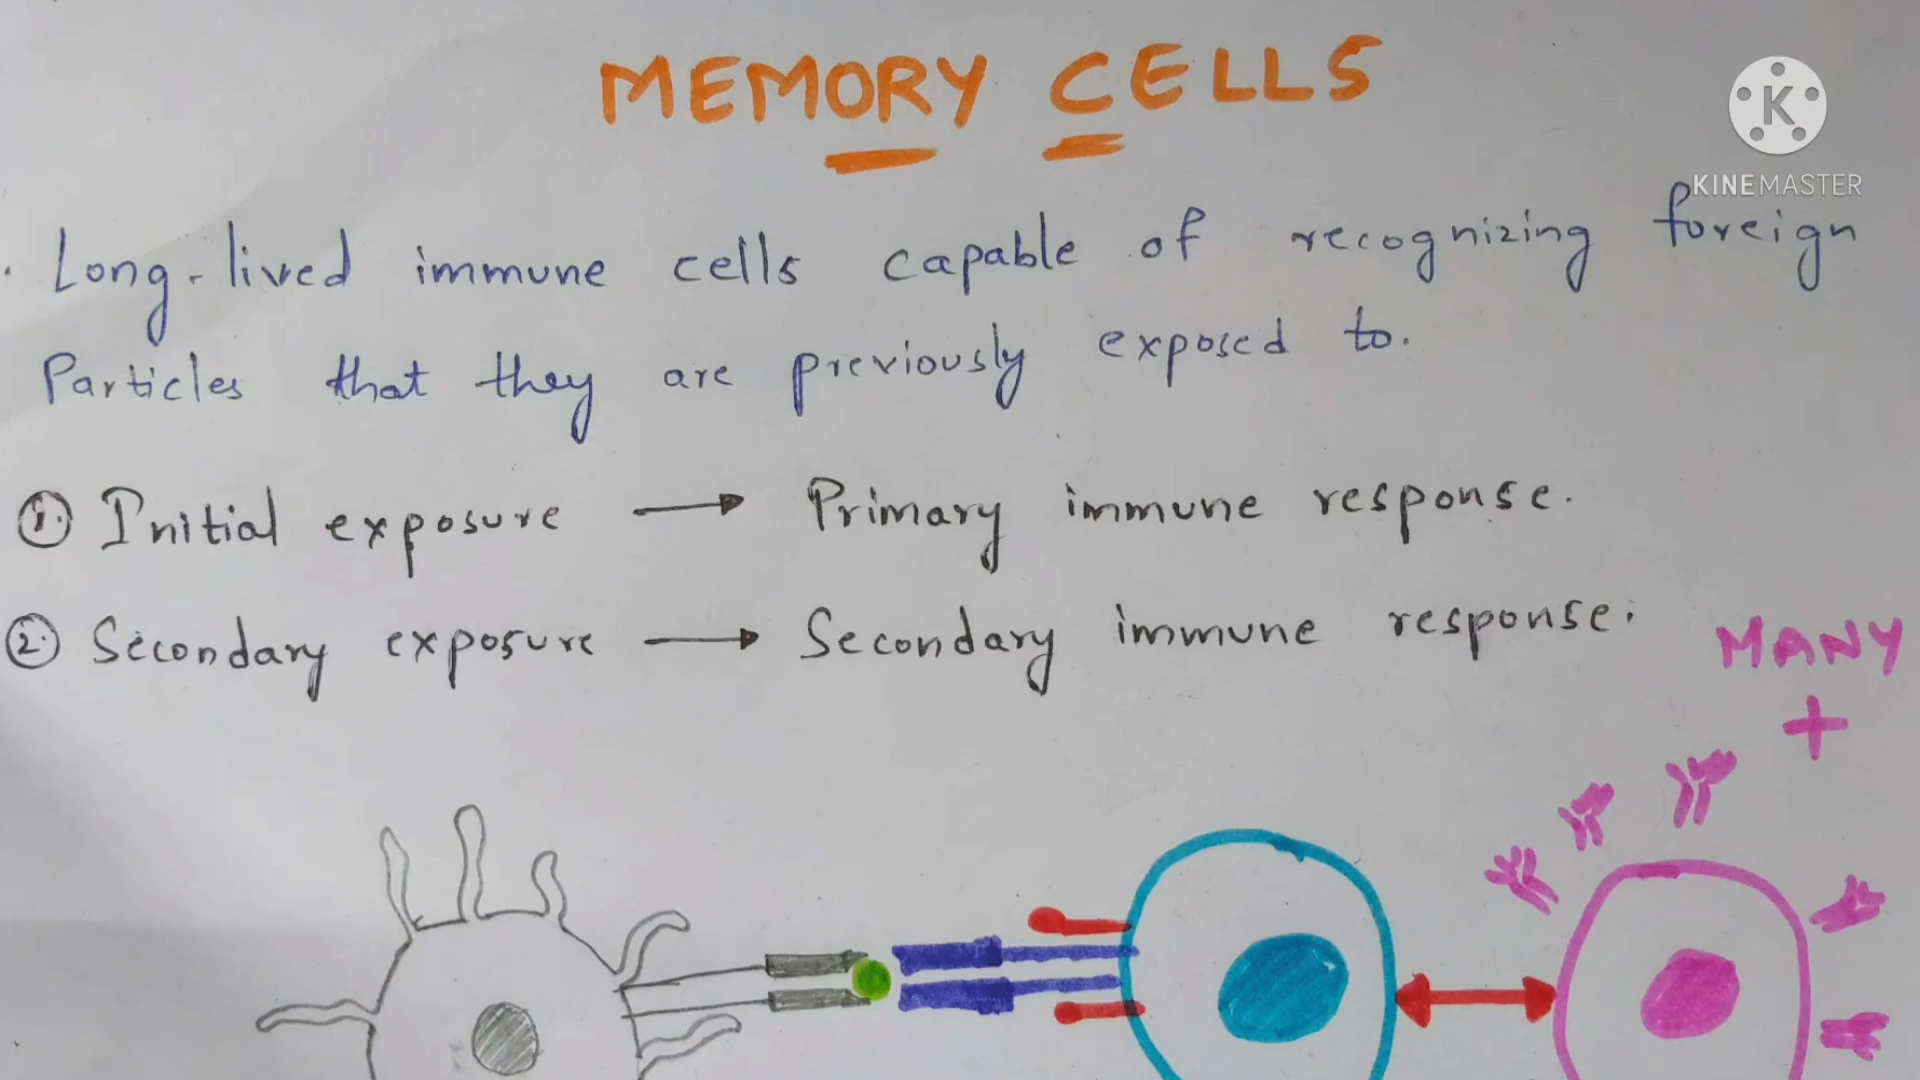 MEMORY CELLS
K
KINEMASTER
. Long-lived immune cells capable of recognizing foreign
Particles that they are previously exposed to.
1. Initial exposure → Primary immune response.
2. Secondary exposure → Secondary immune response.
MANY
+